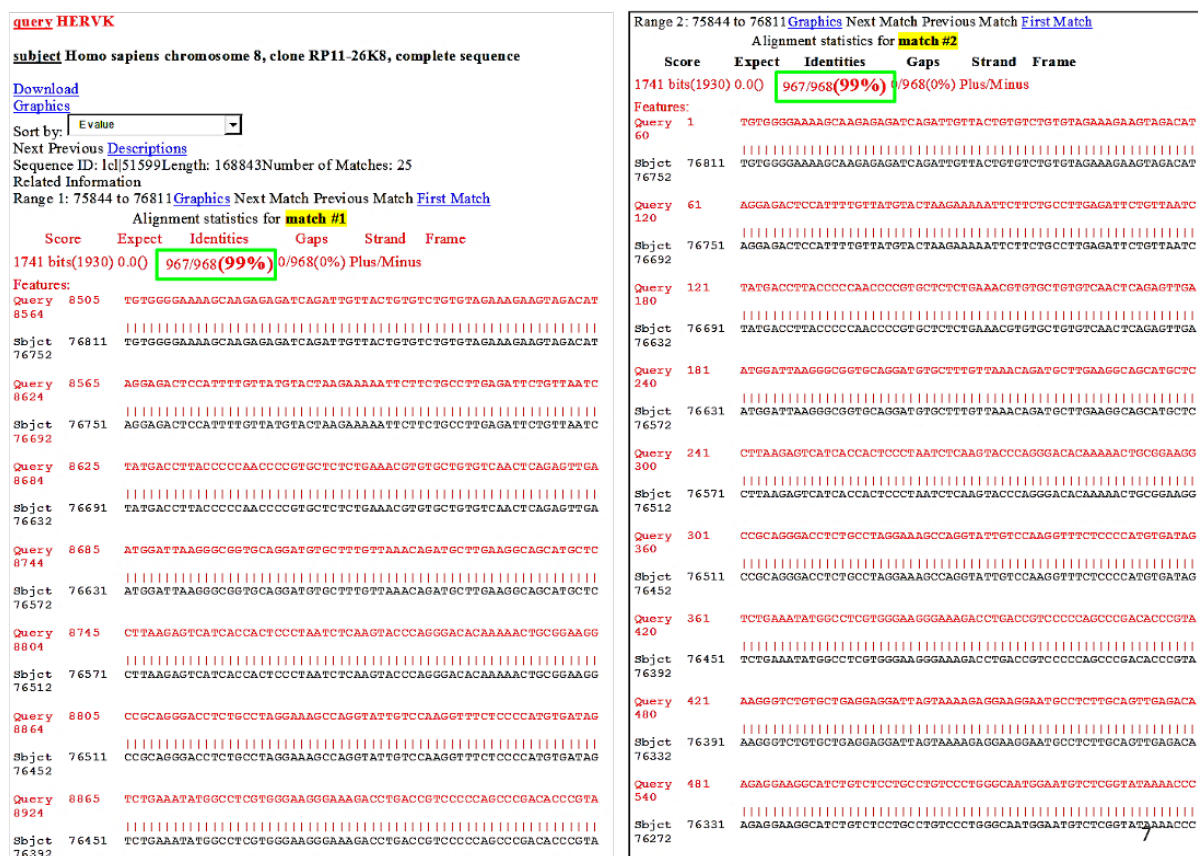 query HERVK
subject Homo sapiens chromosome 8, clone RP11-26K8, complete sequence
Download
Graphics
Sort by: E value
Next Previous Descriptions
Sequence ID: lcl|51599Length: 168843Number of Matches: 25
Related Information
Range 1: 75844 to 76811Graphics Next Match Previous Match First Match
Alignment statistics for match #1
Score Expect Identities Gaps Strand Frame
1741 bits(1930) 0.0() 967/968(99%) 0/968(0%) Plus/Minus
Features:
Query 8505 TGTGGGGAAAAGCAAGAGAGATCAGATTGTTACTGTGTCTGTGTAGAAAGAAGTAGACAT
8564
||||||||||||||||||||||||||||||||||||||||||||||||||||||||||||
Sbjct 76811 TGTGGGGAAAAGCAAGAGAGATCAGATTGTTACTGTGTCTGTGTAGAAAGAAGTAGACAT
76752
Query 8565 AGGAGACTCCATTTTGTTATGTACTAAGAAAAATTCTTCTGCCTTGAGATTCTGTTAATC
8624
||||||||||||||||||||||||||||||||||||||||||||||||||||||||||||
Sbjct 76751 AGGAGACTCCATTTTGTTATGTACTAAGAAAAATTCTTCTGCCTTGAGATTCTGTTAATC
76692
Query 8625 TATGACCTTACCCCCAACCCCGTGCTCTCTGAAACGTGTGCTGTGTCAACTCAGAGTTGA
8684
||||||||||||||||||||||||||||||||||||||||||||||||||||||||||||
Sbjct 76691 TATGACCTTACCCCCAACCCCGTGCTCTCTGAAACGTGTGCTGTGTCAACTCAGAGTTGA
76632
Query 8685 ATGGATTAAGGGCGGTGCAGGATGTGCTTTGTTAAACAGATGCTTGAAGGCAGCATGCTC
8744
||||||||||||||||||||||||||||||||||||||||||||||||||||||||||||
Sbjct 76631 ATGGATTAAGGGCGGTGCAGGATGTGCTTTGTTAAACAGATGCTTGAAGGCAGCATGCTC
76572
Query 8745 CTTAAGAGTCATCACCACTCCCTAATCTCAAGTACCCAGGGACACAAAAACTGCGGAAGG
8804
||||||||||||||||||||||||||||||||||||||||||||||||||||||||||||
Sbjct 76571 CTTAAGAGTCATCACCACTCCCTAATCTCAAGTACCCAGGGACACAAAAACTGCGGAAGG
76512
Query 8805 CCGCAGGGACCTCTGCCTAGGAAAGCCAGGTATTGTCCAAGGTTTCTCCCCATGTGATAG
8864
||||||||||||||||||||||||||||||||||||||||||||||||||||||||||||
Sbjct 76511 CCGCAGGGACCTCTGCCTAGGAAAGCCAGGTATTGTCCAAGGTTTCTCCCCATGTGATAG
76452
Query 8865 TCTGAAATATGGCCTCGTGGGAAGGGAAAGACCTGACCGTCCCCCAGCCCGACACCCGTA
8924
||||||||||||||||||||||||||||||||||||||||||||||||||||||||||||
Sbjct 76451 TCTGAAATATGGCCTCGTGGGAAGGGAAAGACCTGACCGTCCCCCAGCCCGACACCCGTA
76392
Range 2: 75844 to 76811Graphics Next Match Previous Match First Match
Alignment statistics for match #2
Score Expect Identities Gaps Strand Frame
1741 bits(1930) 0.0() 967/968(99%) 0/968(0%) Plus/Minus
Features:
Query 1 TGTGGGGAAAAGCAAGAGAGATCAGATTGTTACTGTGTCTGTGTAGAAAGAAGTAGACAT
60
||||||||||||||||||||||||||||||||||||||||||||||||||||||||||||
Sbjct 76811 TGTGGGGAAAAGCAAGAGAGATCAGATTGTTACTGTGTCTGTGTAGAAAGAAGTAGACAT
76752
Query 61 AGGAGACTCCATTTTGTTATGTACTAAGAAAAATTCTTCTGCCTTGAGATTCTGTTAATC
120
||||||||||||||||||||||||||||||||||||||||||||||||||||||||||||
Sbjct 76751 AGGAGACTCCATTTTGTTATGTACTAAGAAAAATTCTTCTGCCTTGAGATTCTGTTAATC
76692
Query 121 TATGACCTTACCCCCAACCCCGTGCTCTCTGAAACGTGTGCTGTGTCAACTCAGAGTTGA
180
||||||||||||||||||||||||||||||||||||||||||||||||||||||||||||
Sbjct 76691 TATGACCTTACCCCCAACCCCGTGCTCTCTGAAACGTGTGCTGTGTCAACTCAGAGTTGA
76632
Query 181 ATGGATTAAGGGCGGTGCAGGATGTGCTTTGTTAAACAGATGCTTGAAGGCAGCATGCTC
240
||||||||||||||||||||||||||||||||||||||||||||||||||||||||||||
Sbjct 76631 ATGGATTAAGGGCGGTGCAGGATGTGCTTTGTTAAACAGATGCTTGAAGGCAGCATGCTC
76572
Query 241 CTTAAGAGTCATCACCACTCCCTAATCTCAAGTACCCAGGGACACAAAAACTGCGGAAGG
300
||||||||||||||||||||||||||||||||||||||||||||||||||||||||||||
Sbjct 76571 CTTAAGAGTCATCACCACTCCCTAATCTCAAGTACCCAGGGACACAAAAACTGCGGAAGG
76512
Query 301 CCGCAGGGACCTCTGCCTAGGAAAGCCAGGTATTGTCCAAGGTTTCTCCCCATGTGATAG
360
||||||||||||||||||||||||||||||||||||||||||||||||||||||||||||
Sbjct 76511 CCGCAGGGACCTCTGCCTAGGAAAGCCAGGTATTGTCCAAGGTTTCTCCCCATGTGATAG
76452
Query 361 TCTGAAATATGGCCTCGTGGGAAGGGAAAGACCTGACCGTCCCCCAGCCCGACACCCGTA
420
||||||||||||||||||||||||||||||||||||||||||||||||||||||||||||
Sbjct 76451 TCTGAAATATGGCCTCGTGGGAAGGGAAAGACCTGACCGTCCCCCAGCCCGACACCCGTA
76392
Query 421 AAGGGTCTGTGCTGAGGAGGATTAGTAAAAGAGGAAGGAATGCCTCTTGCAGTTGAGACA
480
||||||||||||||||||||||||||||||||||||||||||||||||||||||||||||
Sbjct 76391 AAGGGTCTGTGCTGAGGAGGATTAGTAAAAGAGGAAGGAATGCCTCTTGCAGTTGAGACA
76332
Query 481 AGAGGAAGGCATCTGTCTCCTGCCTGTCCCTGGGCAATGGAATGTCTCGGTATAAAACCC
540
||||||||||||||||||||||||||||||||||||||||||||||||||||||||||||
Sbjct 76331 AGAGGAAGGCATCTGTCTCCTGCCTGTCCCTGGGCAATGGAATGTCTCGGTATAAAACCC
76272
7